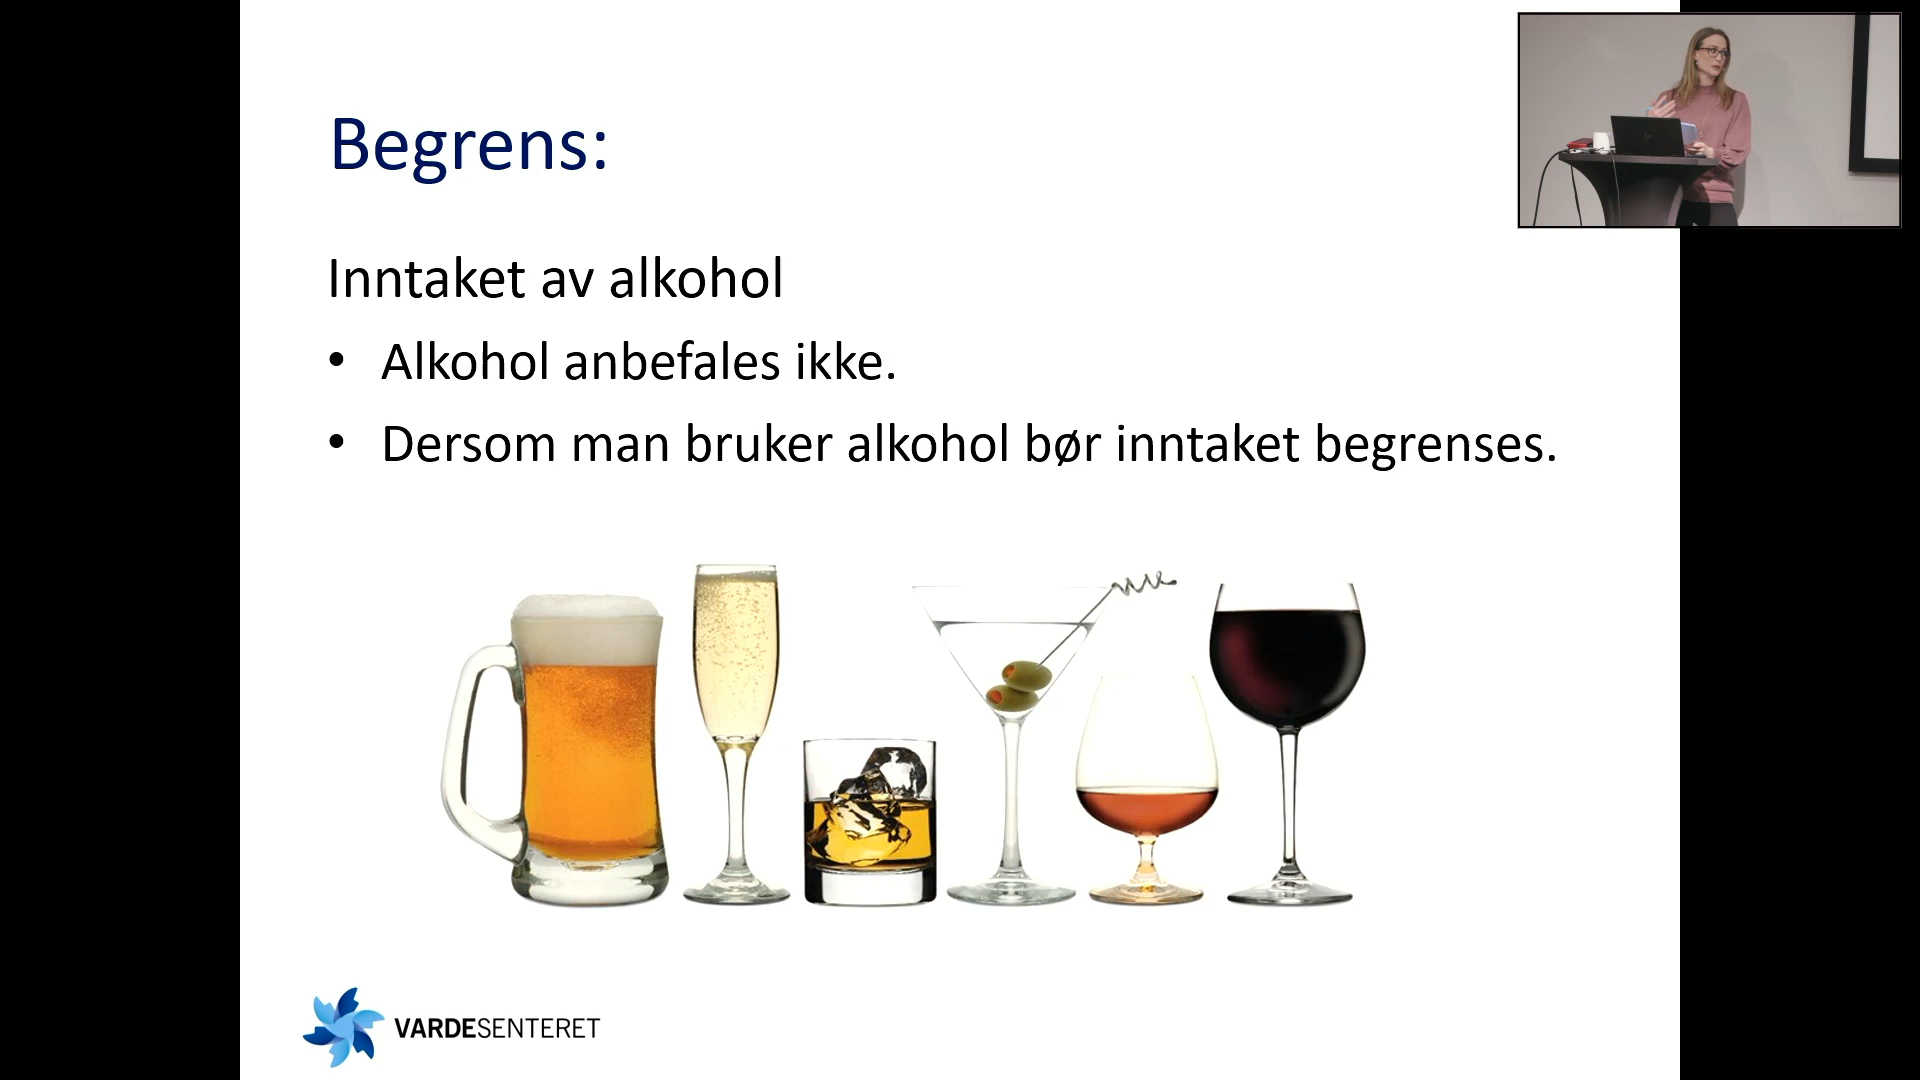 Begrens:
Inntaket av alkohol
• Alkohol anbefales ikke.
• Dersom man bruker alkohol bør inntaket begrenses.
VARDESENTERET